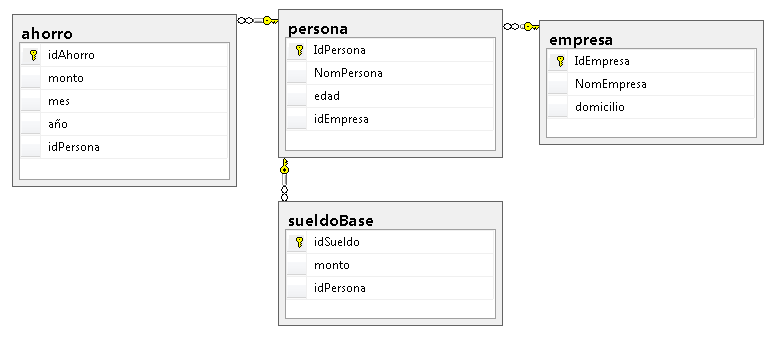 ahorro
idAhorro
monto
mes
año
idPersona
persona
IdPersona
NomPersona
edad
idEmpresa
empresa
IdEmpresa
NomEmpresa
domicilio
sueldoBase
idSueldo
monto
idPersona